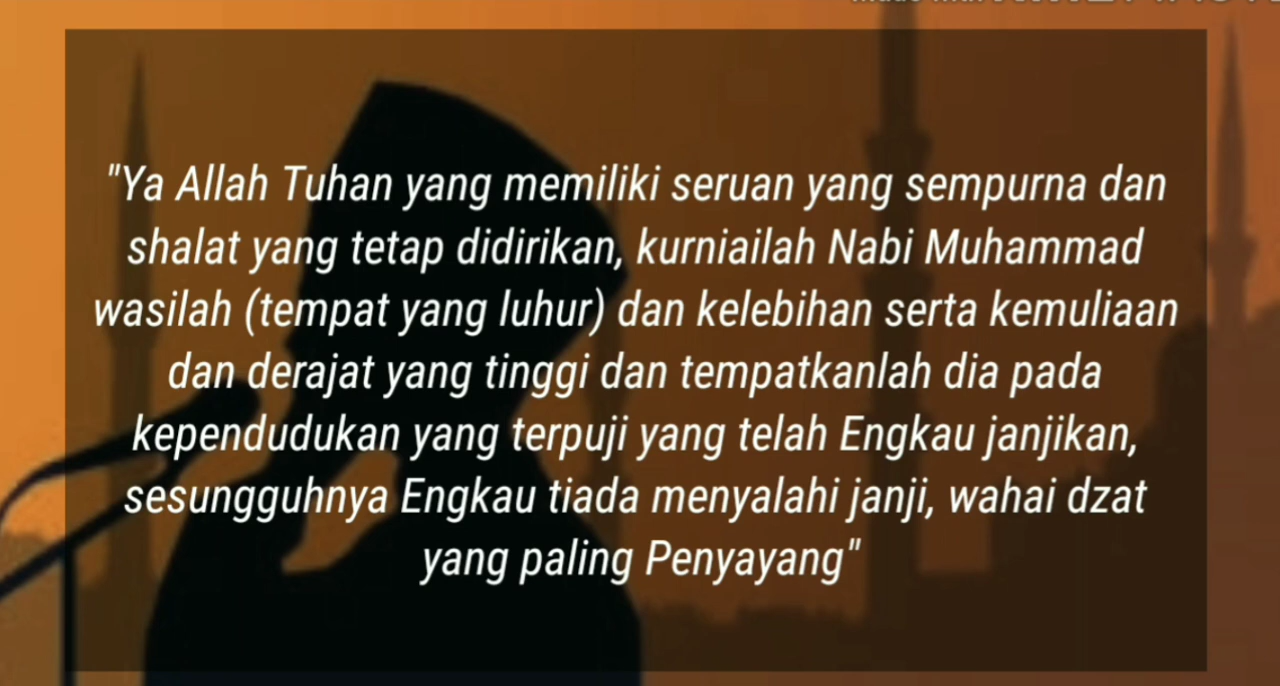 "Ya Allah Tuhan yang memiliki seruan yang sempurna dan
shalat yang tetap didirikan, kurniailah Nabi Muhammad
wasilah (tempat yang luhur) dan kelebihan serta kemuliaan
dan derajat yang tinggi dan tempatkanlah dia pada
kependudukan yang terpuji yang telah Engkau janjikan,
sesungguhnya Engkau tiada menyalahi janji, wahai dzat
yang paling Penyayang"